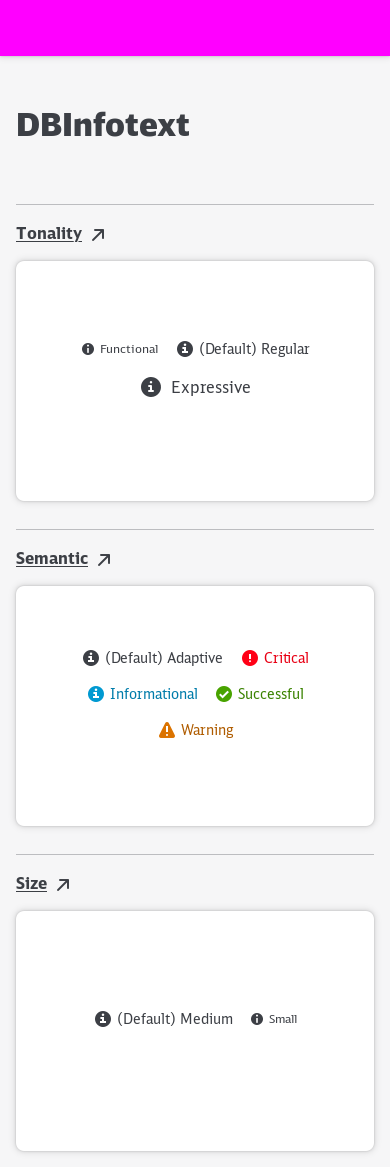 DBInfotext
Tonality
Functional (Default) Regular
Expressive
Semantic
(Default) Adaptive Critical
Informational Successful
Warning
Size
(Default) Medium Small